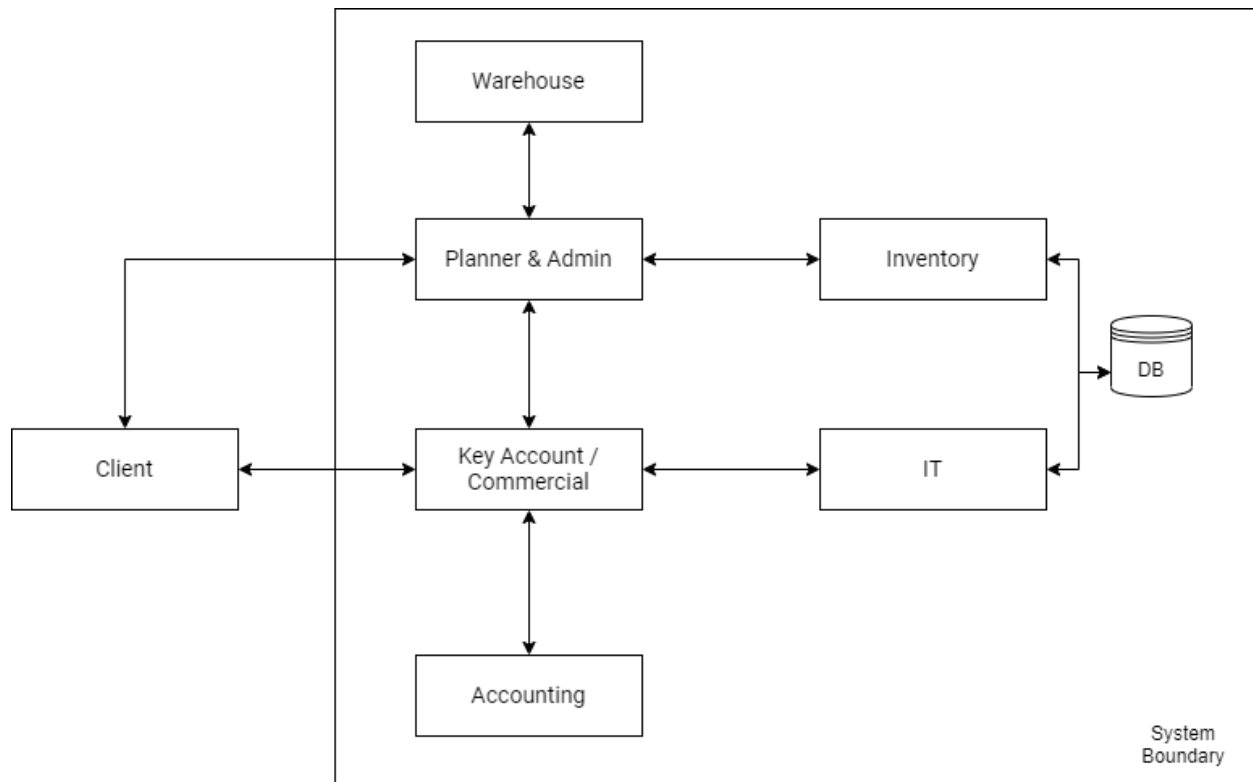 Warehouse
Planner & Admin
Inventory
DB
Client
Key Account /
Commercial
IT
Accounting
System
Boundary